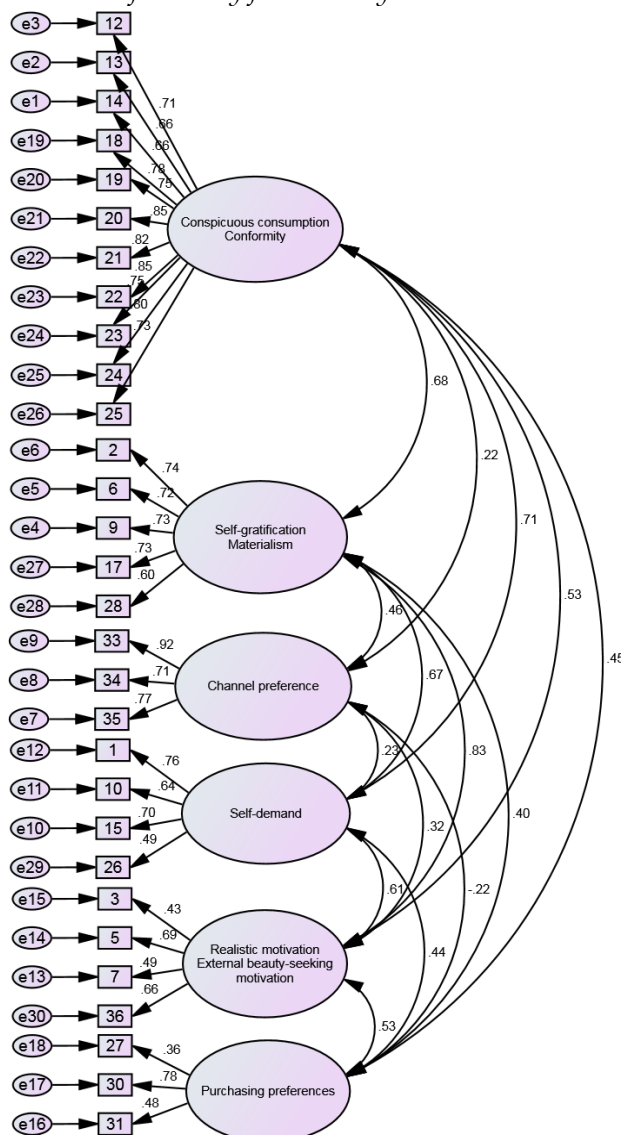 e3 12
e2 13
e1 14
.71
.66
.66
e19 18
.78
e20 19
.75
e21 20
.85
Conspicuous consumption
Conformity
e22 21
.82
e23 22
.85
.75
.80
e24 23
.73
e25 24
e26 25
.68
.22
.71
.53
.45
e6 2
.74
e5 6
.72
e4 9
.73
Self-gratification
Materialism
e27 17
.73
e28 28
.60
.46
.67
.83
.40
e9 33
.92
e8 34
.71
Channel preference
e7 35
.77
.23
.32
-.22
e12 1
.76
e11 10
.64
Self-demand
e10 15
.70
e29 26
.49
.61
.44
e15 3
.43
e14 5
.69
Realistic motivation
External beauty-seeking
motivation
e13 7
.49
e30 36
.66
.53
e18 27
.36
e17 30
.78
Purchasing preferences
e16 31
.48